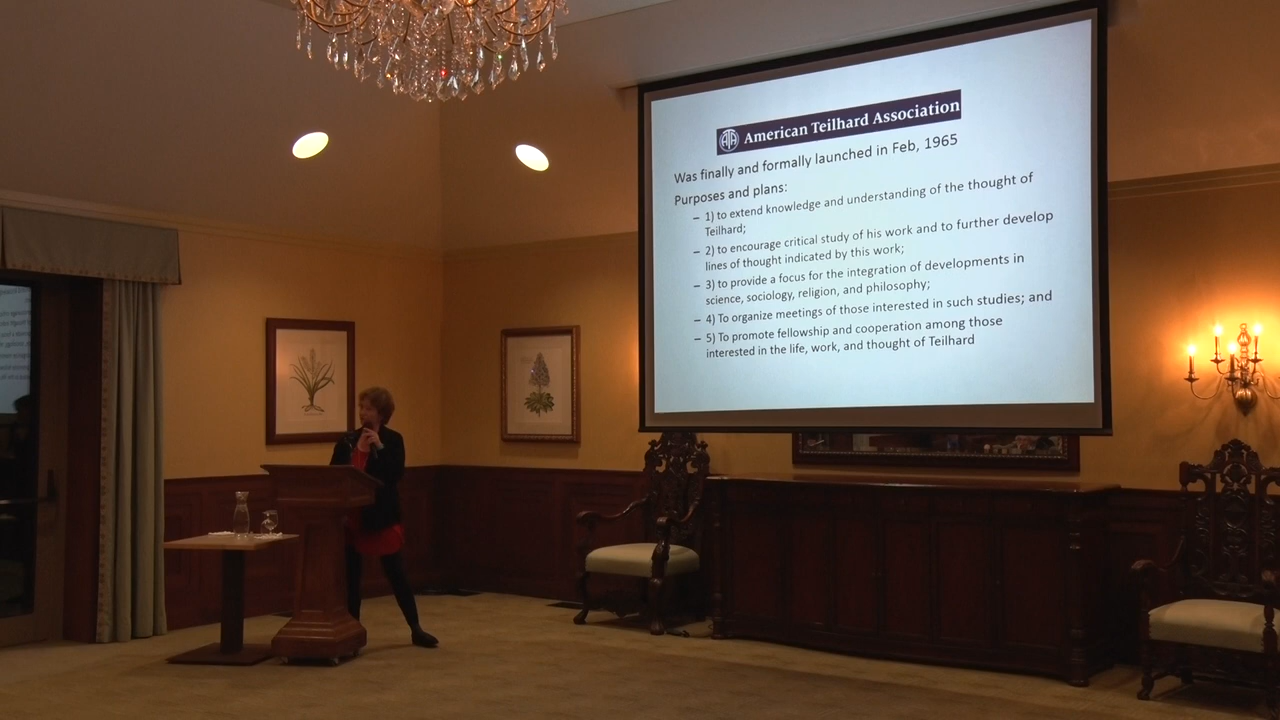 ATA American Teilhard Association
Was finally and formally launched in Feb, 1965
Purposes and plans:
– 1) to extend knowledge and understanding of the thought of
Teilhard;
– 2) to encourage critical study of his work and to further develop
lines of thought indicated by this work;
– 3) to provide a focus for the integration of developments in
science, sociology, religion, and philosophy;
– 4) To organize meetings of those interested in such studies; and
– 5) To promote fellowship and cooperation among those
interested in the life, work, and thought of Teilhard